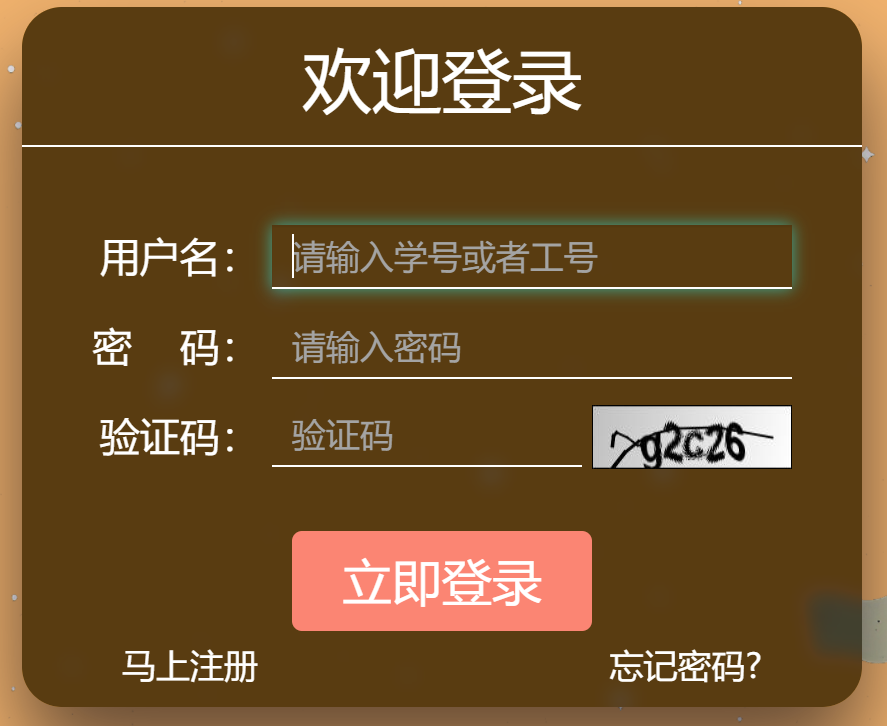 欢迎登录
用户名： 请输入学号或者工号
密 码： 请输入密码
验证码： 验证码 g2c26
立即登录
马上注册 忘记密码?